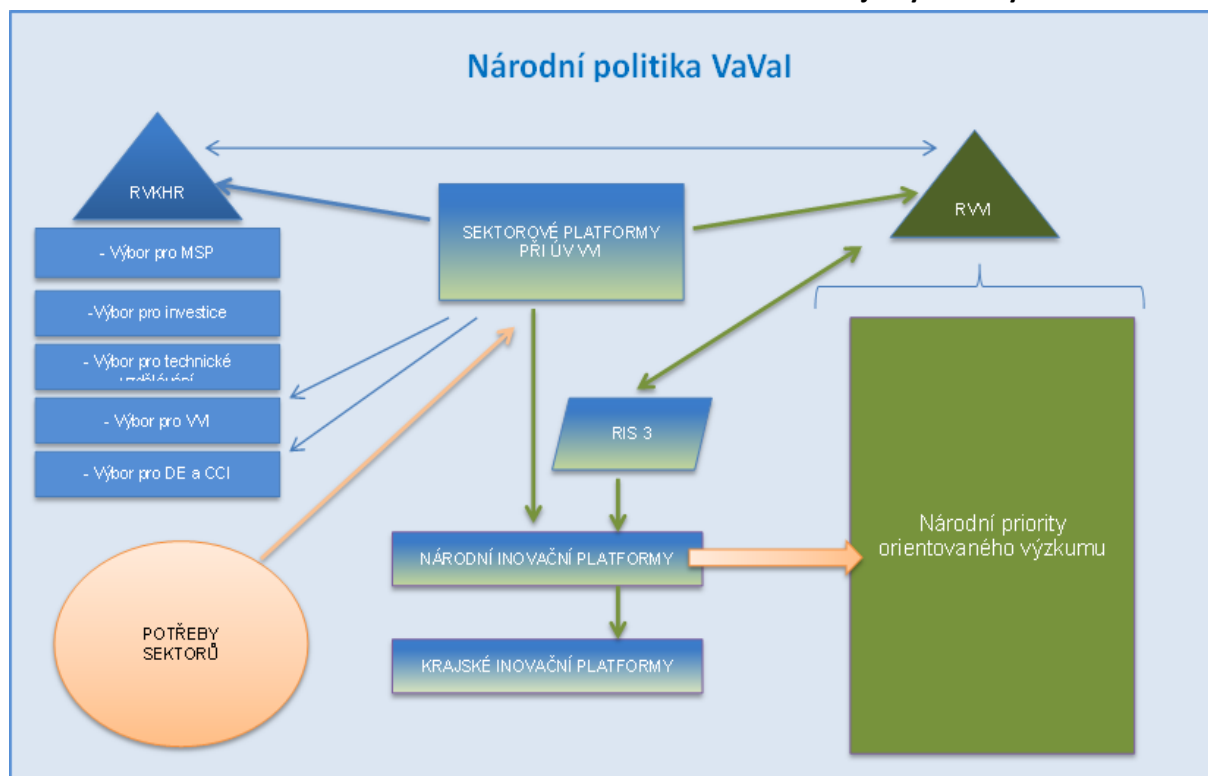 Národní politika VaVaI
RVKHR
- Výbor pro MSP
-Výbor pro investice
- Výbor pro technické
vzdělávání
- Výbor pro VVI
- Výbor pro DE a CCI
SEKTOROVÉ PLATFORMY
PŘI ÚV VVI
RVVI
RIS 3
NÁRODNÍ INOVAČNÍ PLATFORMY
KRAJSKÉ INOVAČNÍ PLATFORMY
Národní priority
orientovaného výzkumu
POTŘEBY
SEKTORŮ